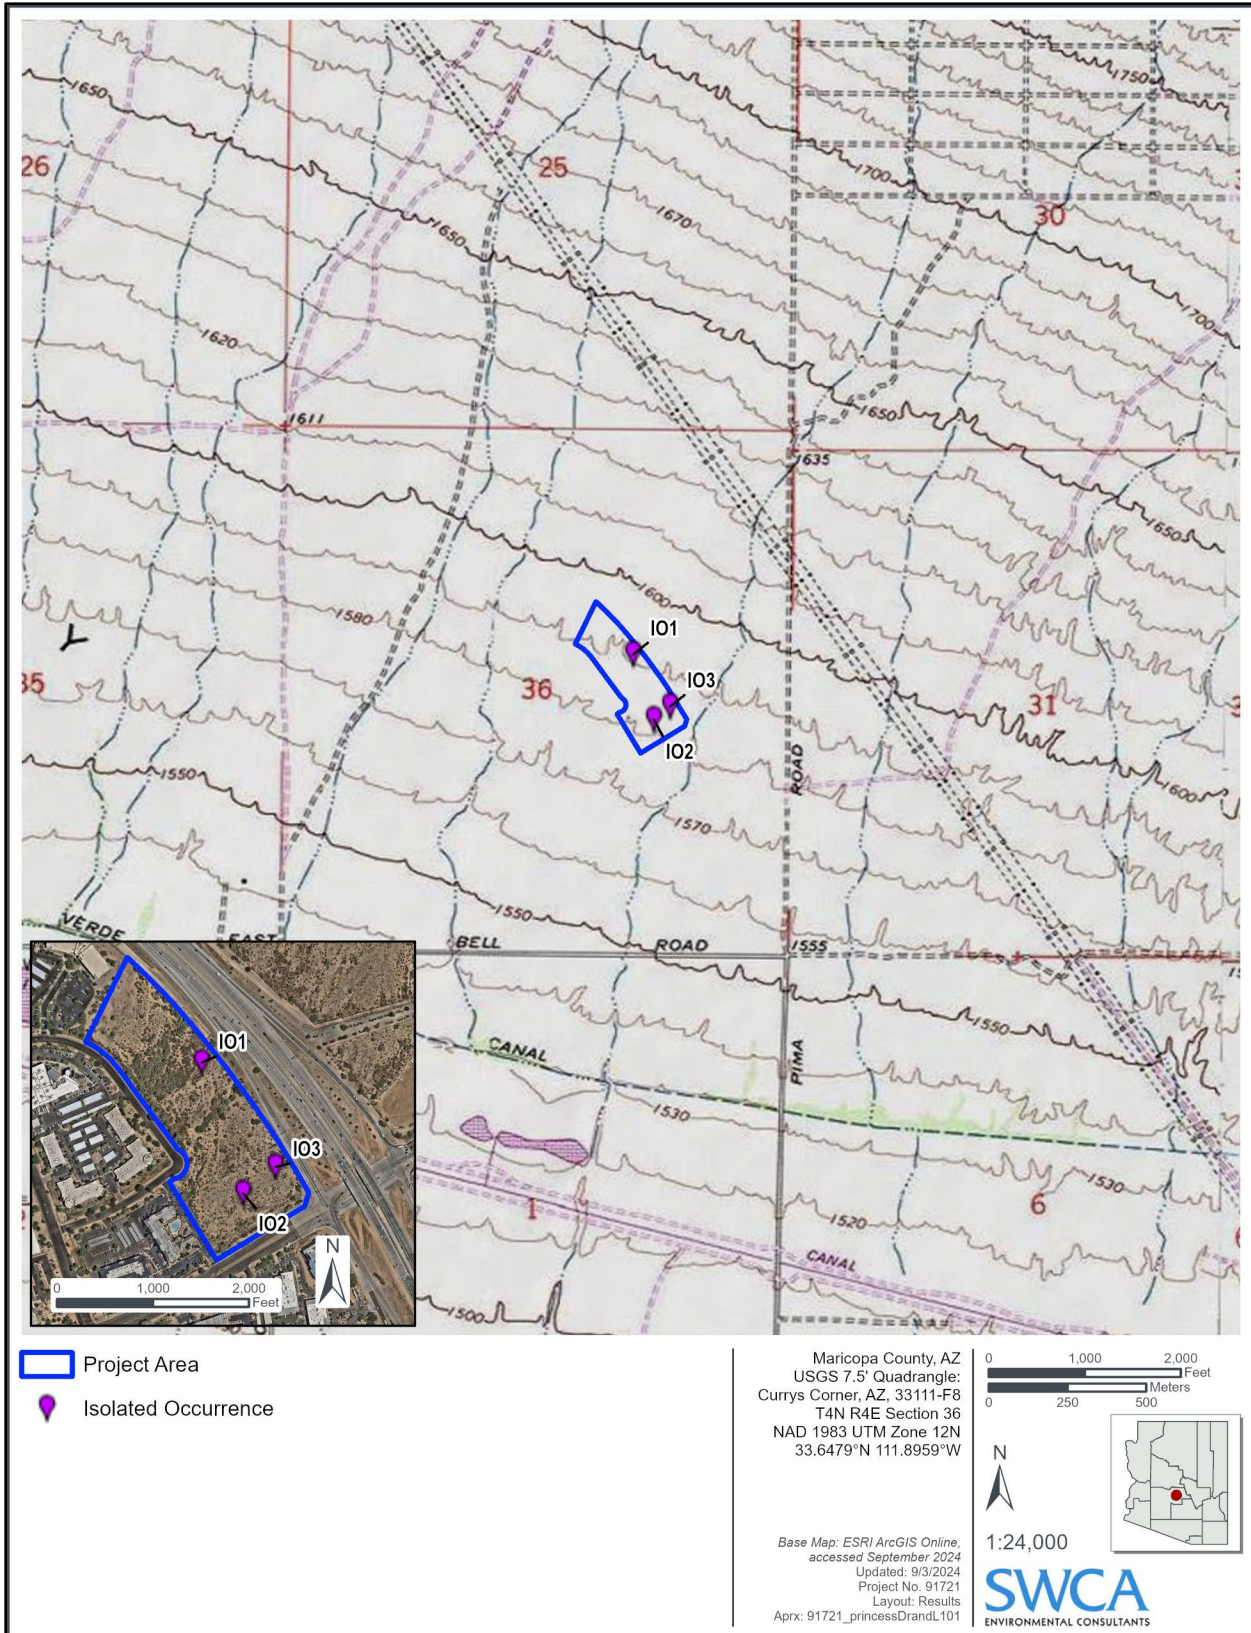 1650
1750
26
25
1700
30
1670
1650
1700
1620
1611
1650
1635
1650
1600
1580
IO1
IO3
35
36
31
IO2
ROAD
1600
1550
1570
1550
VERDE
EAST
BELL
ROAD
1555
1550
CANAL
PIMA
1530
1530
1
6
1520
CANAL
1500
IO1
IO3
IO2
N
0 1,000 2,000
Feet
Project Area
Isolated Occurrence
Maricopa County, AZ
USGS 7.5' Quadrangle:
Currys Corner, AZ, 33111-F8
T4N R4E Section 36
NAD 1983 UTM Zone 12N
33.6479°N 111.8959°W
Base Map: ESRI ArcGIS Online,
accessed September 2024
Updated: 9/3/2024
Project No. 91721
Layout: Results
Aprx: 91721_princessDrandL101
0 1,000 2,000
Feet
Meters
0 250 500
N
1:24,000
SWCA
ENVIRONMENTAL CONSULTANTS